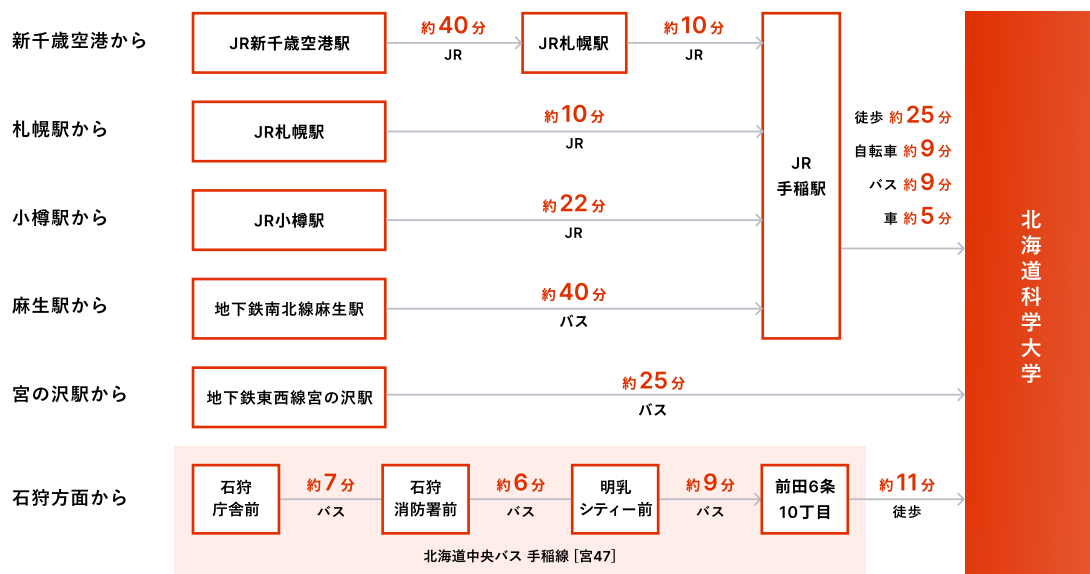 新千歳空港から
JR新千歳空港駅
約40分
JR
JR札幌駅
約10分
JR
札幌駅から
JR札幌駅
約10分
JR
小樽駅から
JR小樽駅
約22分
JR
麻生駅から
地下鉄南北線麻生駅
約40分
バス
JR
手稲駅
徒歩 約25分
自転車 約9分
バス 約9分
車 約5分
宮の沢駅から
地下鉄東西線宮の沢駅
約25分
バス
石狩方面から
石狩
庁舎前
約7分
バス
石狩
消防署前
約6分
バス
明乳
シティー前
約9分
バス
前田6条
10丁目
約11分
徒歩
北海道中央バス 手稲線 [宮47]
北海道科学大学